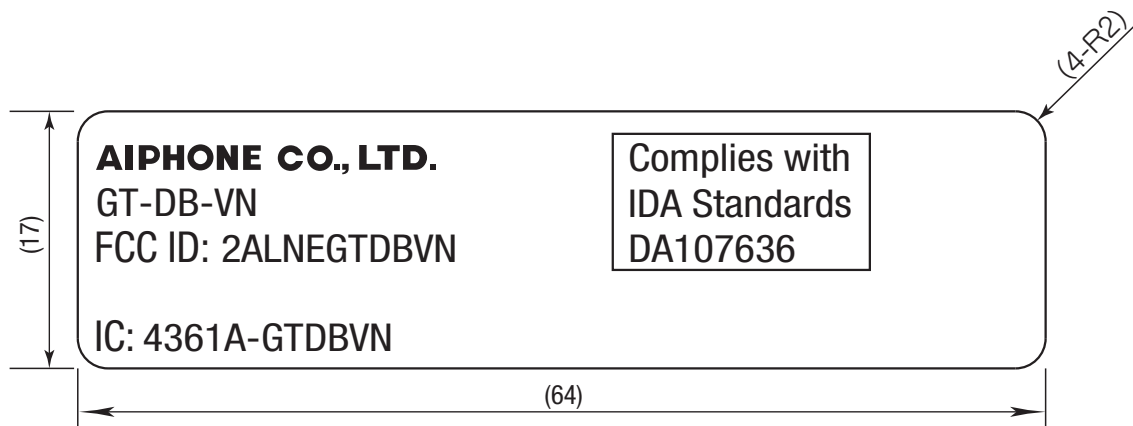 (4-R2)
AIPHONE CO., LTD.
GT-DB-VN
FCC ID: 2ALNEGTDBVN
IC: 4361A-GTDBVN
Complies with
IDA Standards
DA107636
(17)
(64)